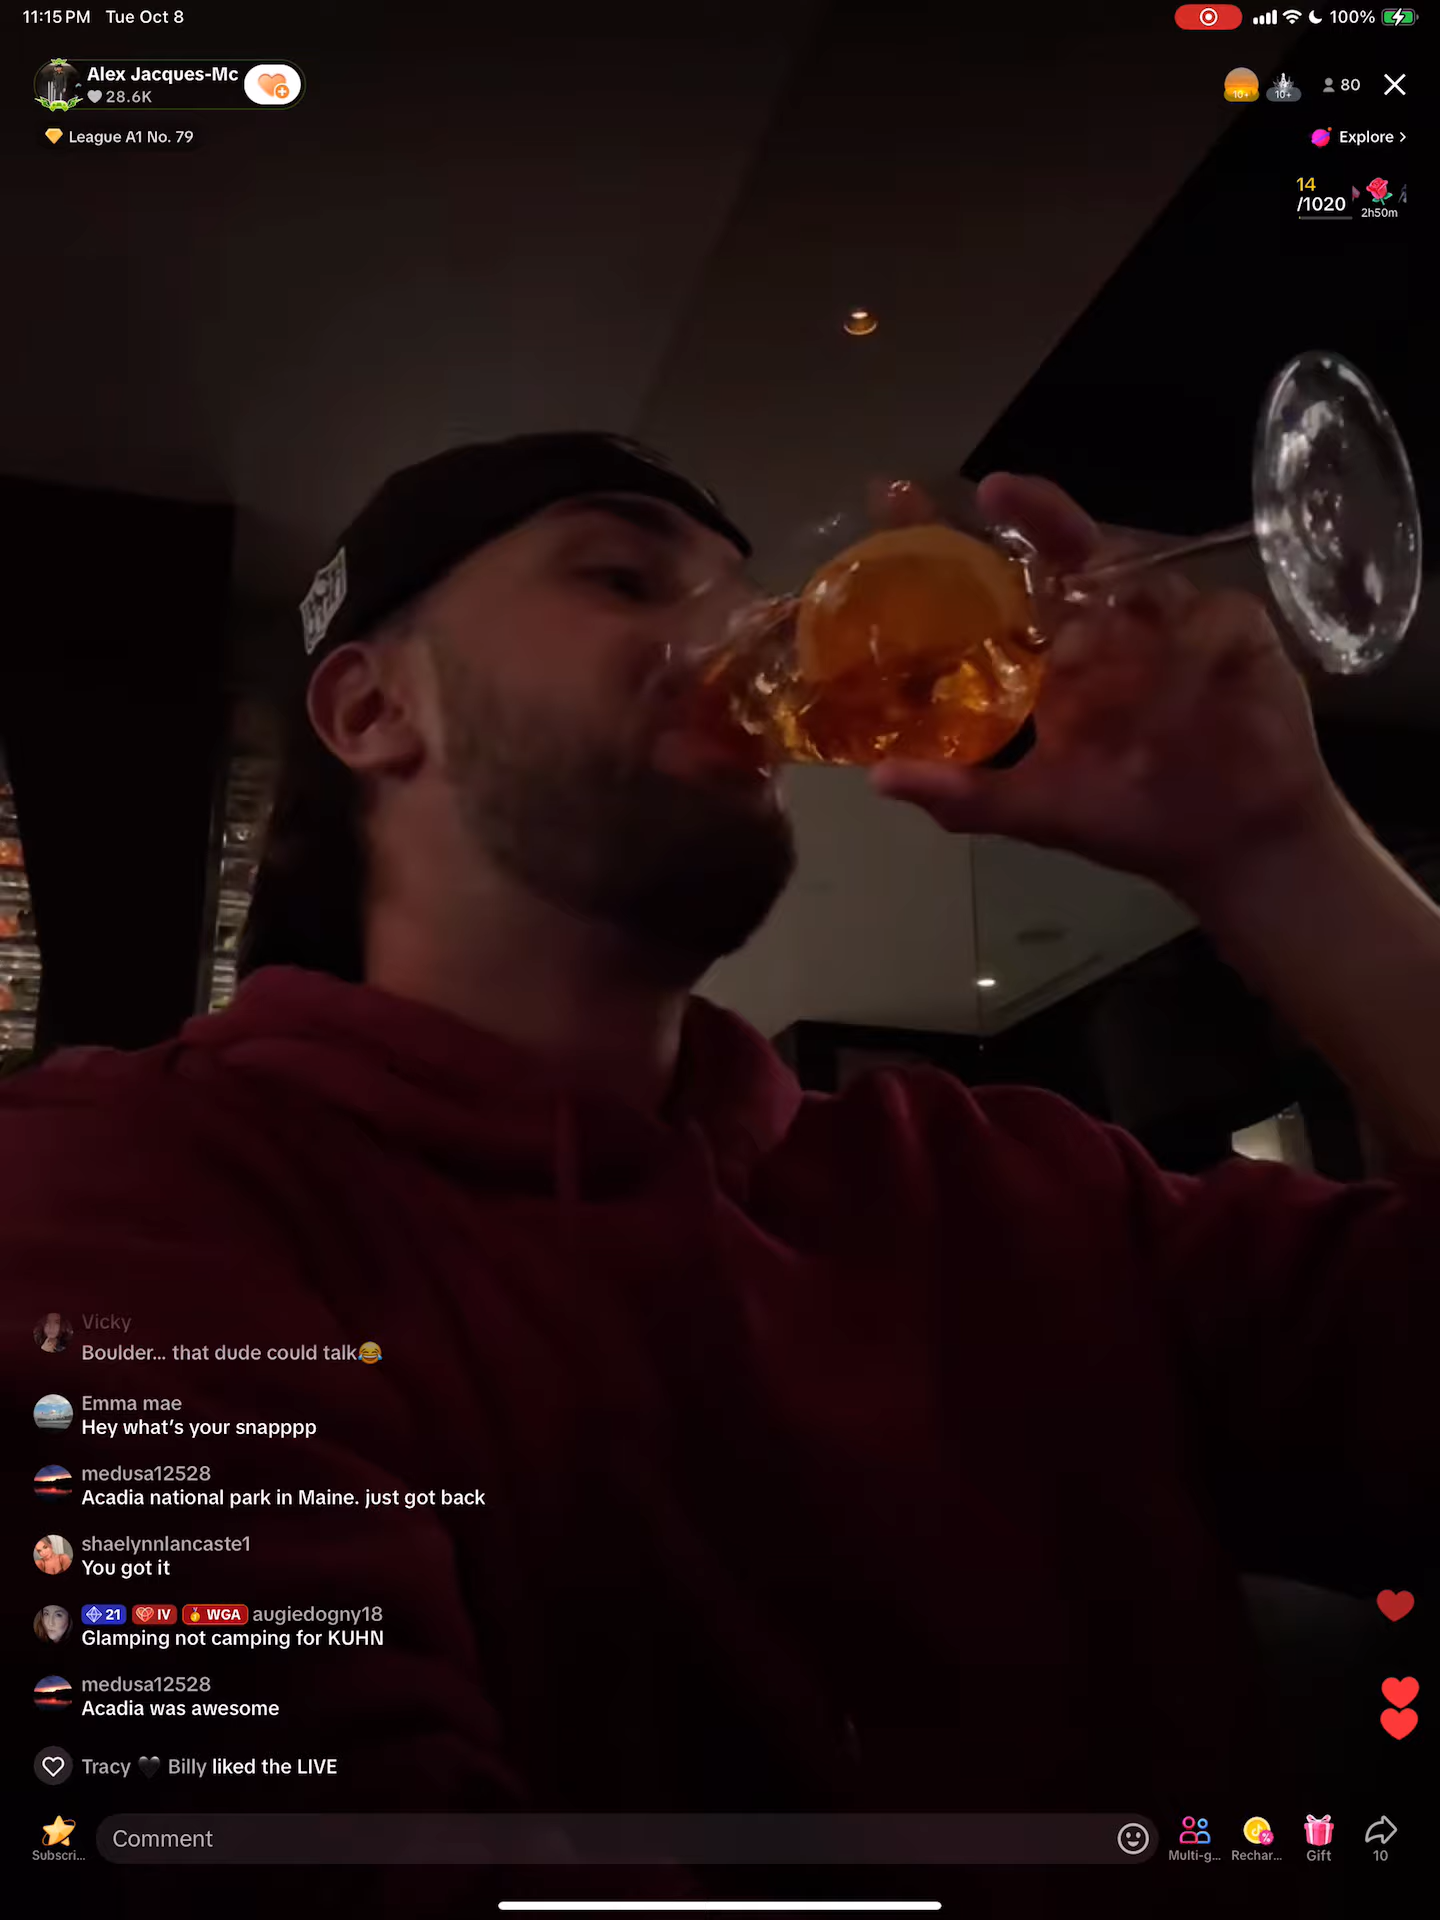 11:15 PM Tue Oct 8
100%
Alex Jacques-Mc
28.6K
10+
10+
80
League A1 No. 79
Explore >
14
/1020
2h50m
Vicky
Boulder... that dude could talk😂
Emma mae
Hey what's your snapppp
medusa12528
Acadia national park in Maine. just got back
shaelynnlancaste1
You got it
21 IV WGA augiedogny18
Glamping not camping for KUHN
medusa12528
Acadia was awesome
Tracy 🖤 Billy liked the LIVE
Comment
Subscri...
Multi-g...
Rechar...
Gift
10